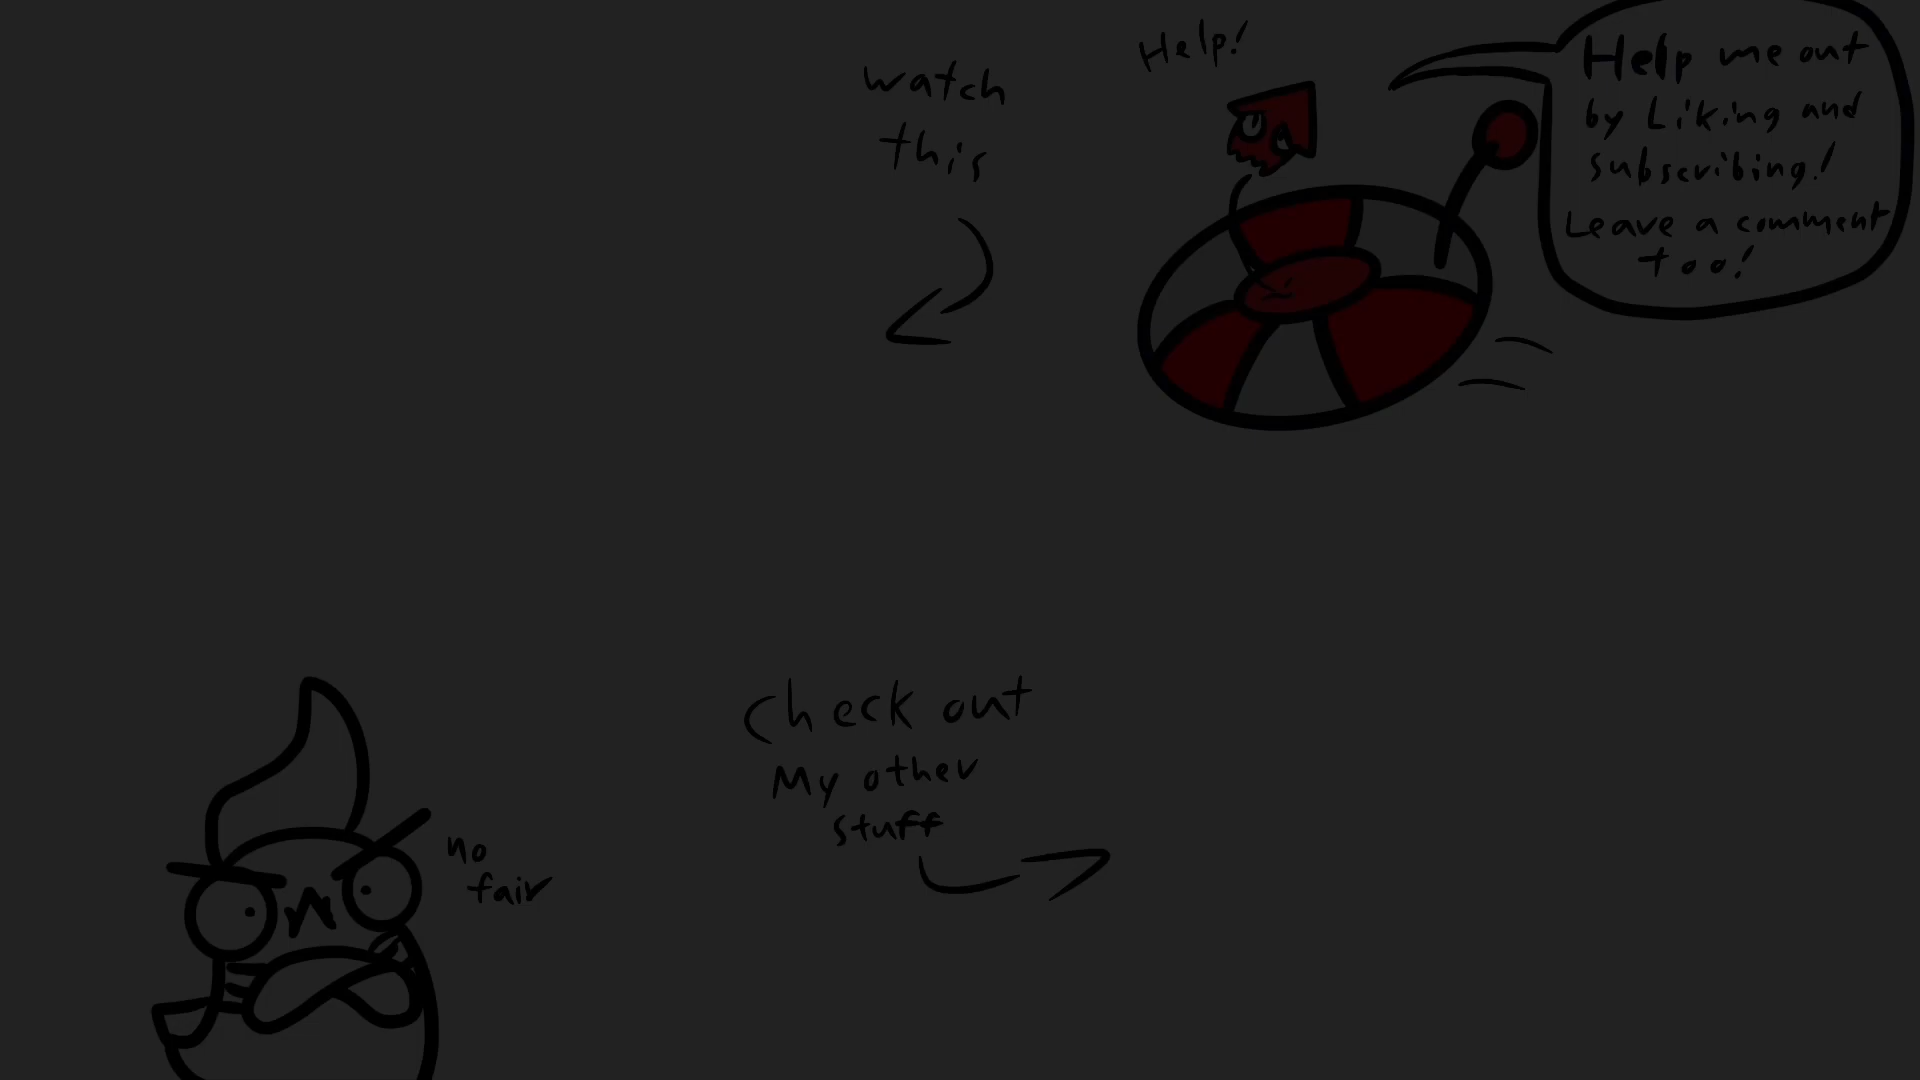 watch
this
Help!
Help me out
by Liking and
subscribing!
Leave a comment
too!
Check out
My other
stuff
no
fair